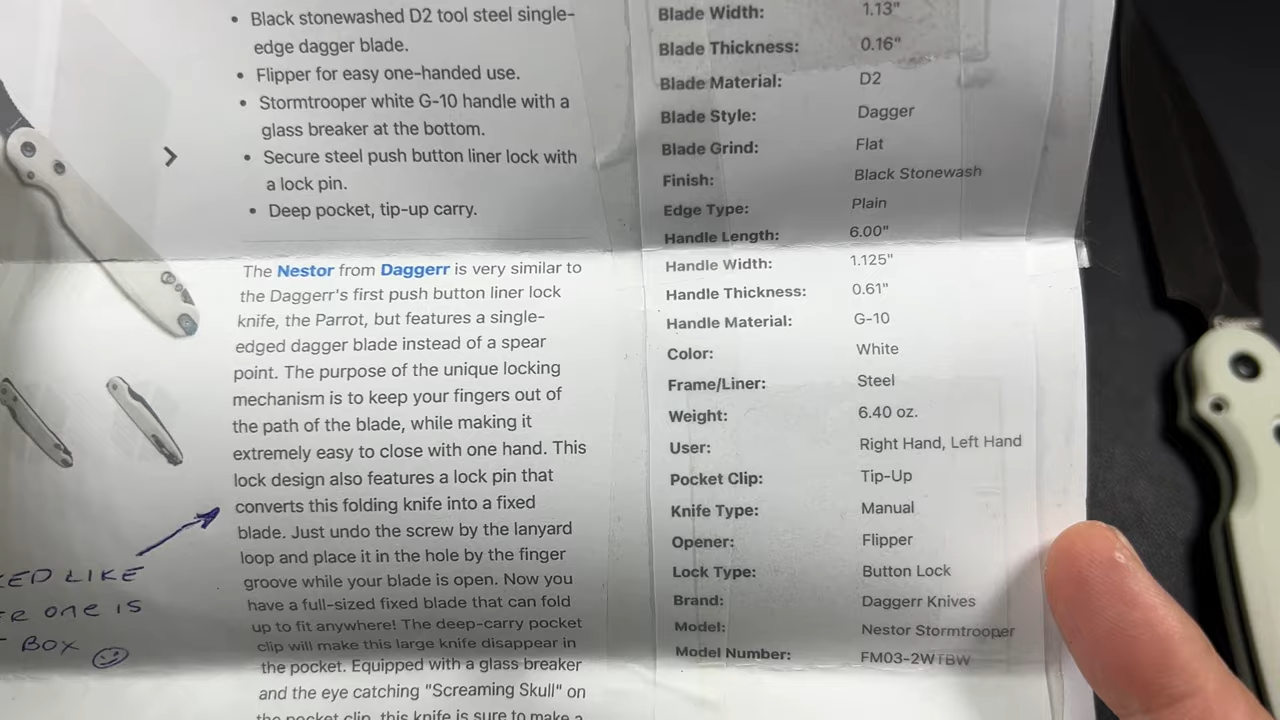 • Black stonewashed D2 tool steel single-
edge dagger blade.
• Flipper for easy one-handed use.
• Stormtrooper white G-10 handle with a
glass breaker at the bottom.
• Secure steel push button liner lock with
a lock pin.
• Deep pocket, tip-up carry.
The Nestor from Daggerr is very similar to
the Daggerr's first push button liner lock
knife, the Parrot, but features a single-
edged dagger blade instead of a spear
point. The purpose of the unique locking
mechanism is to keep your fingers out of
the path of the blade, while making it
extremely easy to close with one hand. This
lock design also features a lock pin that
converts this folding knife into a fixed
blade. Just undo the screw by the lanyard
loop and place it in the hole by the finger
groove while your blade is open. Now you
have a full-sized fixed blade that can fold
up to fit anywhere! The deep-carry pocket
clip will make this large knife disappear in
the pocket. Equipped with a glass breaker
and the eye catching "Screaming Skull" on
the pocket clip, this knife is sure to make a
LIKE
one is
BOX
Blade Width: 1.13"
Blade Thickness: 0.16"
Blade Material: D2
Blade Style: Dagger
Blade Grind: Flat
Finish: Black Stonewash
Edge Type: Plain
Handle Length: 6.00"
Handle Width: 1.125"
Handle Thickness: 0.61"
Handle Material: G-10
Color: White
Frame/Liner: Steel
Weight: 6.40 oz.
User: Right Hand, Left Hand
Pocket Clip: Tip-Up
Knife Type: Manual
Opener: Flipper
Lock Type: Button Lock
Brand: Daggerr Knives
Model: Nestor Stormtrooper
Model Number: FM03-2WTBW